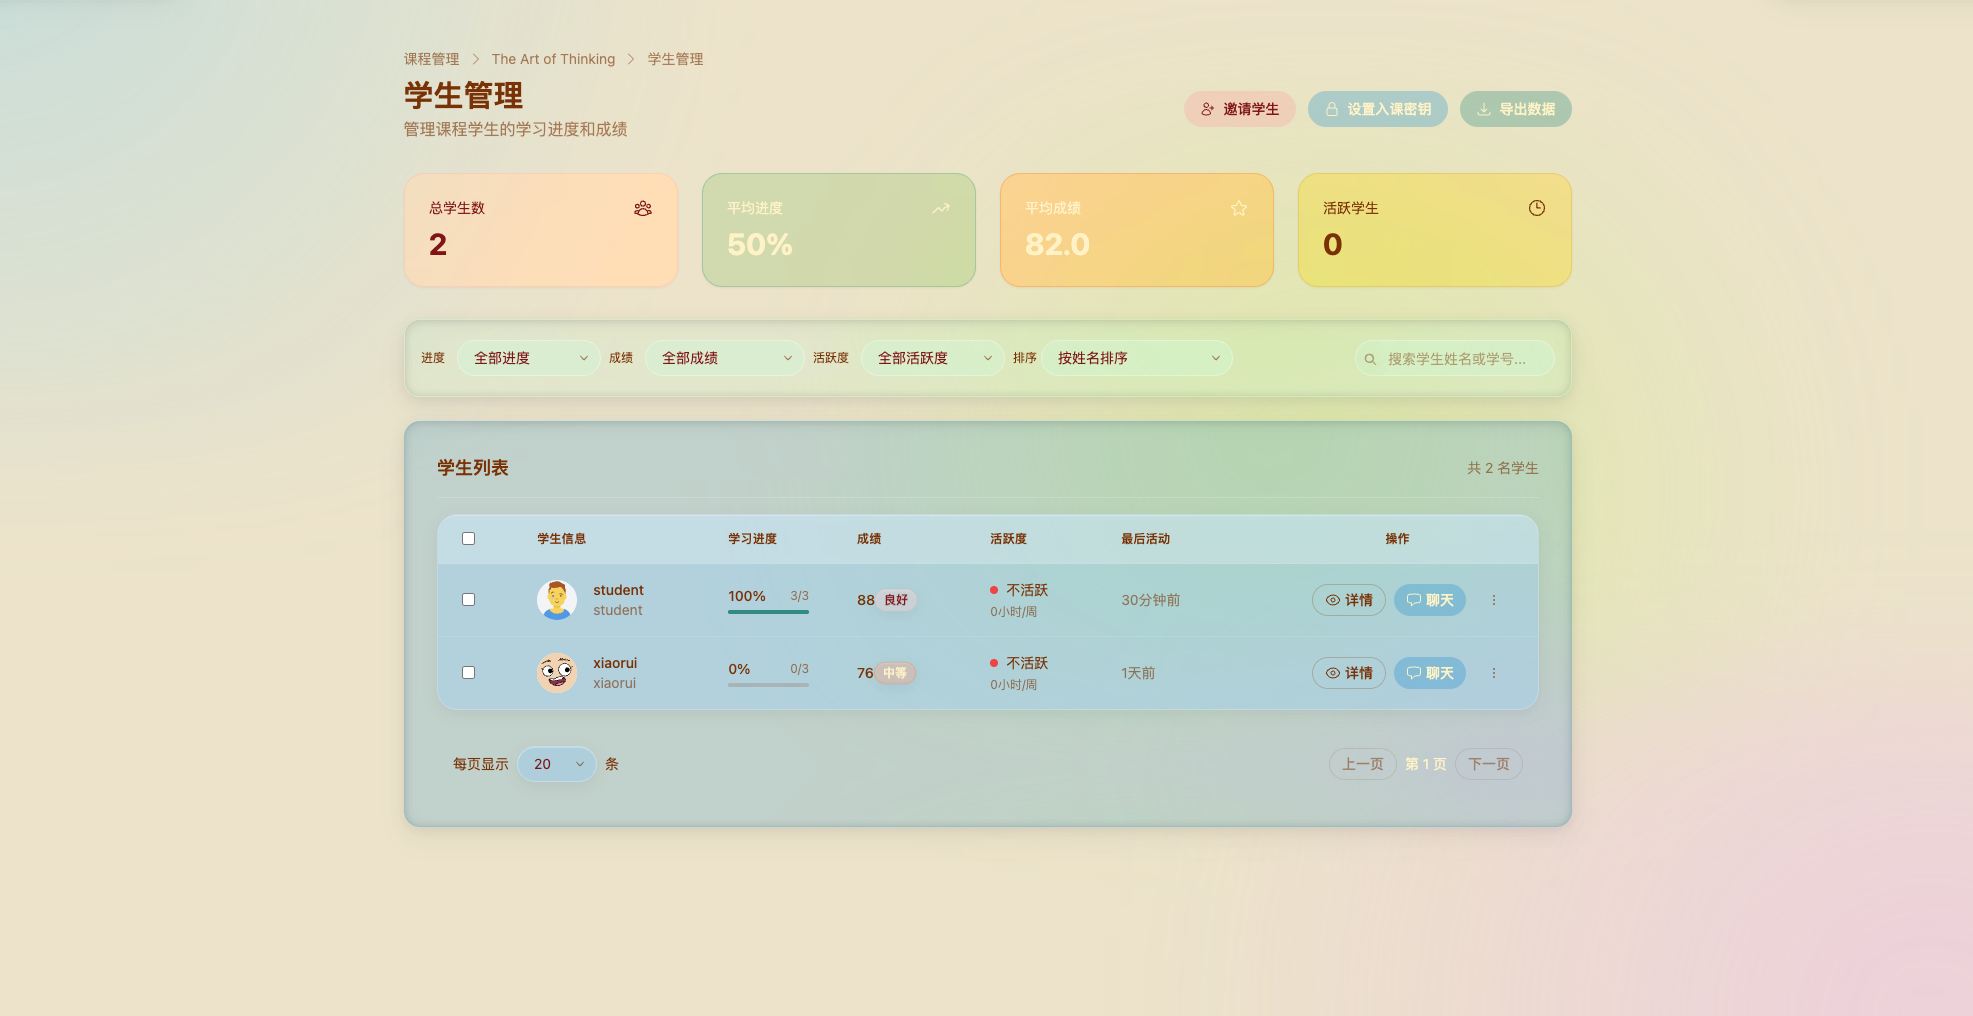 课程管理 > The Art of Thinking > 学生管理
学生管理
管理课程学生的学习进度和成绩
邀请学生 设置入课密钥 导出数据
总学生数
2
平均进度
50%
平均成绩
82.0
活跃学生
0
进度 全部进度 成绩 全部成绩 活跃度 全部活跃度 排序 按姓名排序 搜索学生姓名或学号...
学生列表 共 2 名学生
学生信息 学习进度 成绩 活跃度 最后活动 操作
student
student
100% 3/3
88 良好
不活跃
0小时/周
30分钟前
详情 聊天
xiaorui
xiaorui
0% 0/3
76 中等
不活跃
0小时/周
1天前
详情 聊天
每页显示 20 条 上一页 第 1 页 下一页